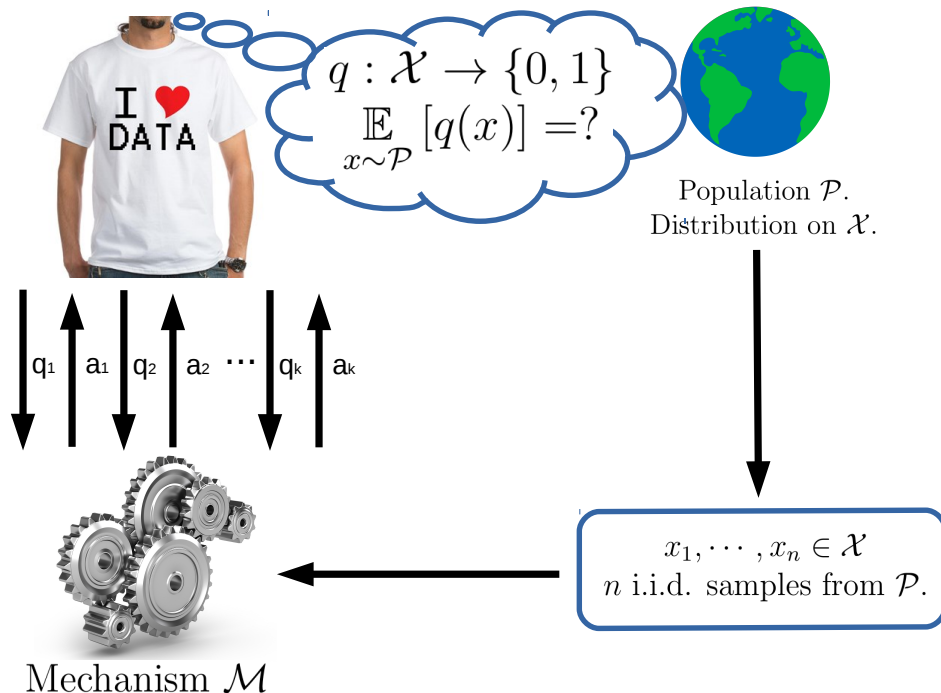 I ♥
DATA
q : 𝒳 → {0, 1}
𝔼 [q(x)] =?
x∼𝒫
Population 𝒫.
Distribution on 𝒳.
q1 a1 q2 a2 ... qk ak
x₁, ⋯ , xₙ ∈ 𝒳
n i.i.d. samples from 𝒫.
Mechanism ℳ